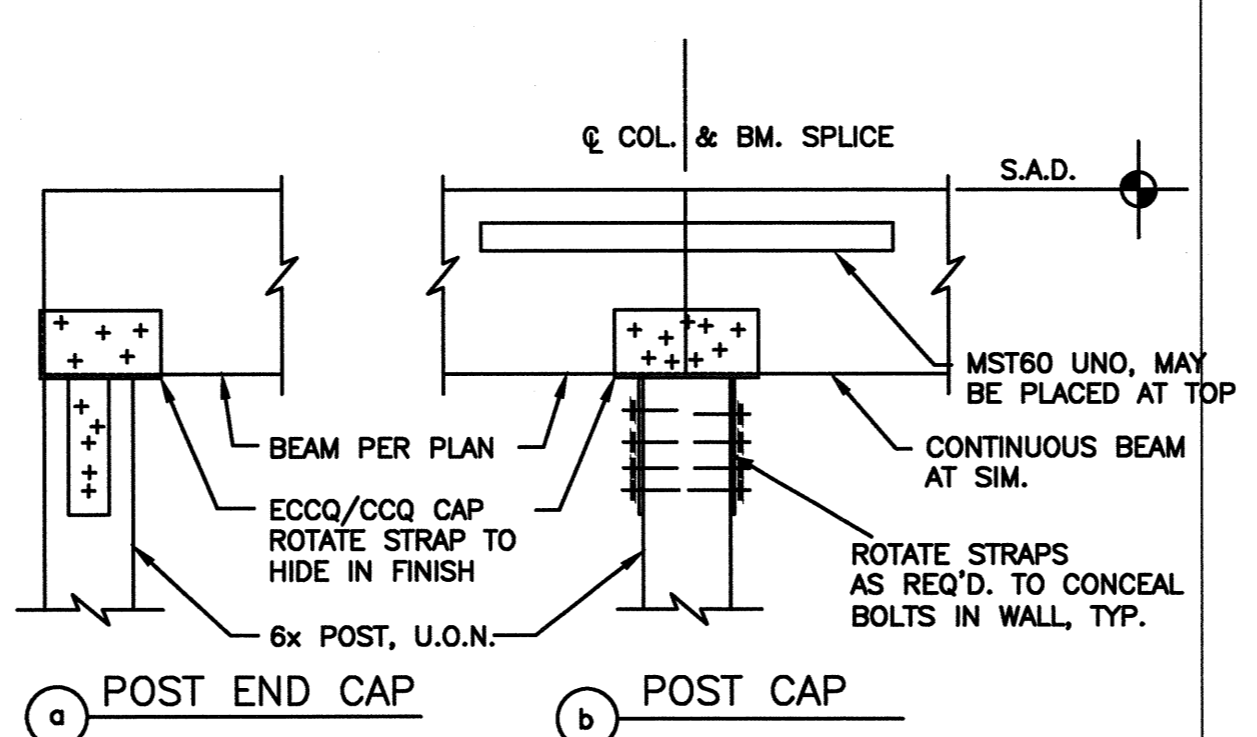 ℄ COL. & BM. SPLICE
S.A.D.
MST60 UNO, MAY
BE PLACED AT TOP
BEAM PER PLAN
CONTINUOUS BEAM
AT SIM.
ECCQ/CCQ CAP
ROTATE STRAP TO
HIDE IN FINISH
ROTATE STRAPS
AS REQ'D. TO CONCEAL
BOLTS IN WALL, TYP.
6x POST, U.O.N.
a POST END CAP
b POST CAP